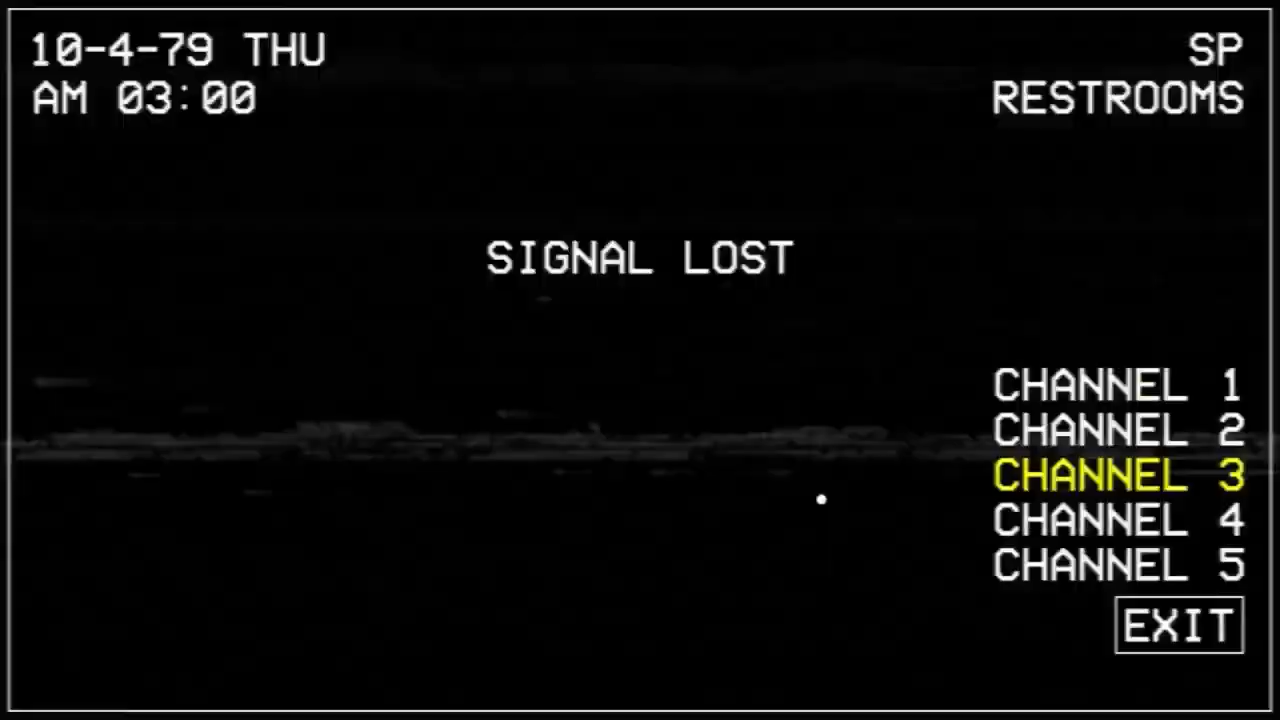 10-4-79 THU
AM 03:00
SP
RESTROOMS
SIGNAL LOST
CHANNEL 1
CHANNEL 2
CHANNEL 3
CHANNEL 4
CHANNEL 5
EXIT